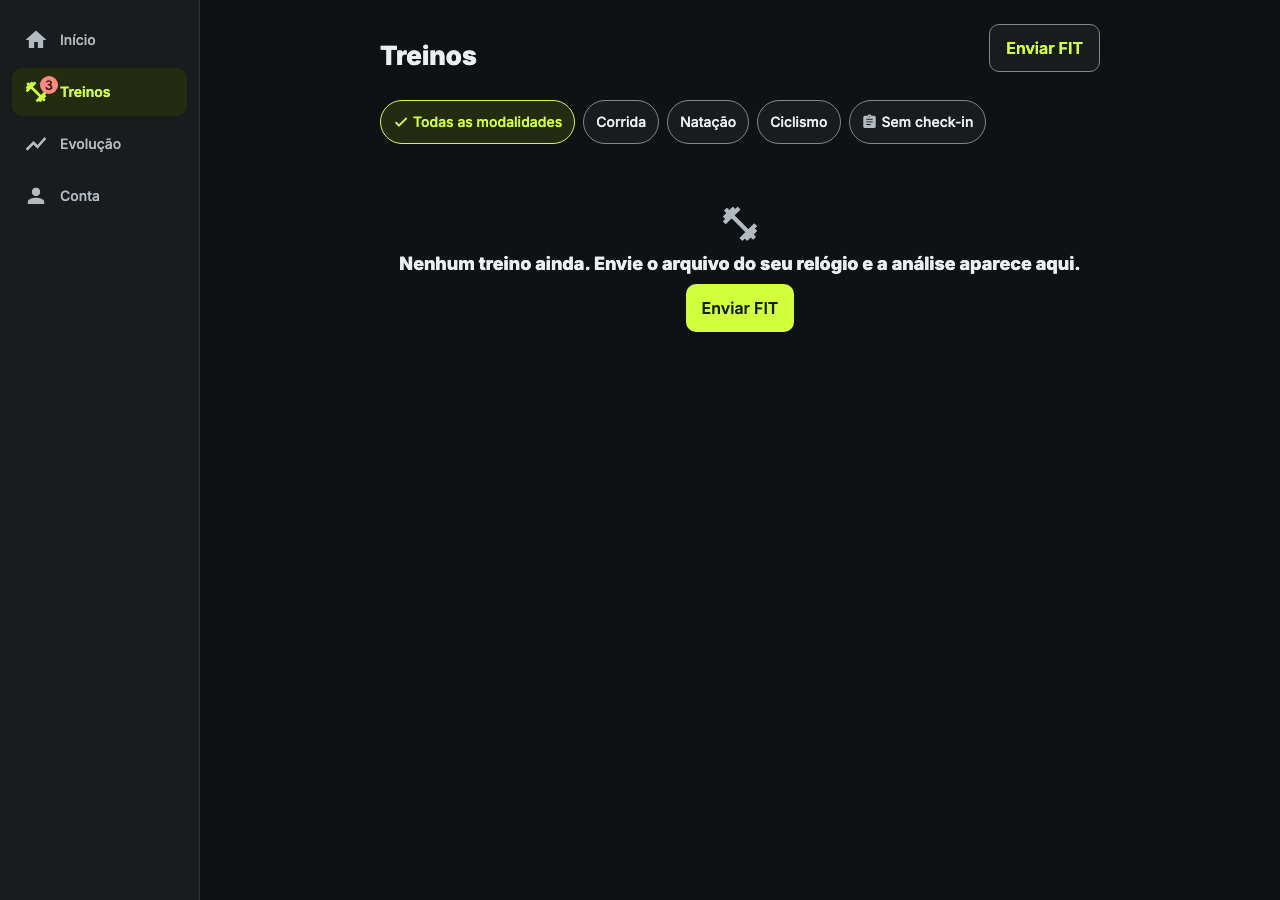 Início
3
Treinos
Evolução
Conta
Treinos
Enviar FIT
Todas as modalidades
Corrida
Natação
Ciclismo
Sem check-in
Nenhum treino ainda. Envie o arquivo do seu relógio e a análise aparece aqui.
Enviar FIT